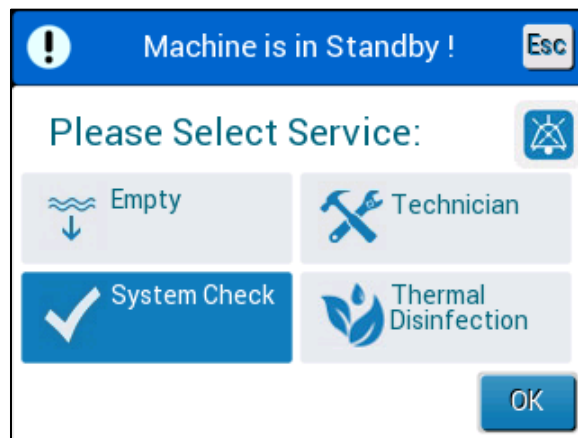 Machine is in Standby !
Esc
Please Select Service:
Empty
Technician
System Check
Thermal
Disinfection
OK